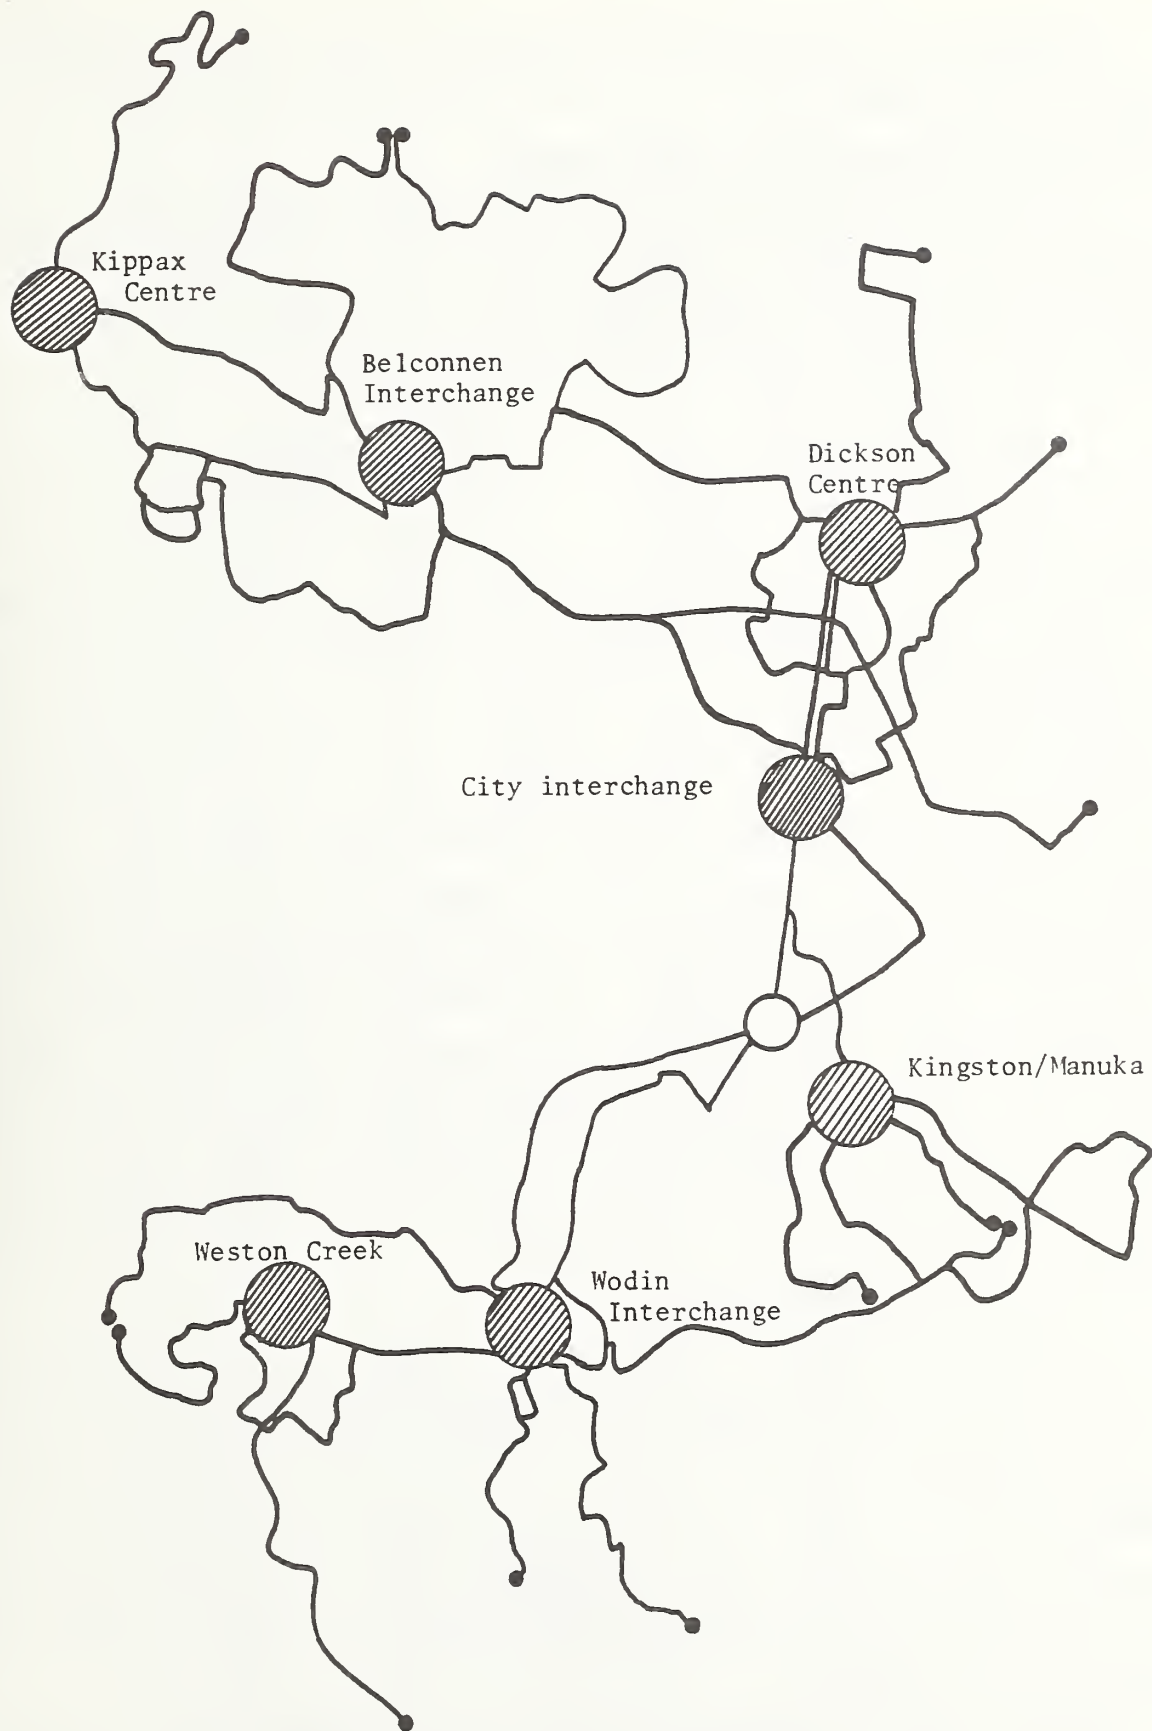 Kippax
Centre
Belconnen
Interchange
Dickson
Centre
City interchange
Kingston/Manuka
Weston Creek
Wodin
Interchange